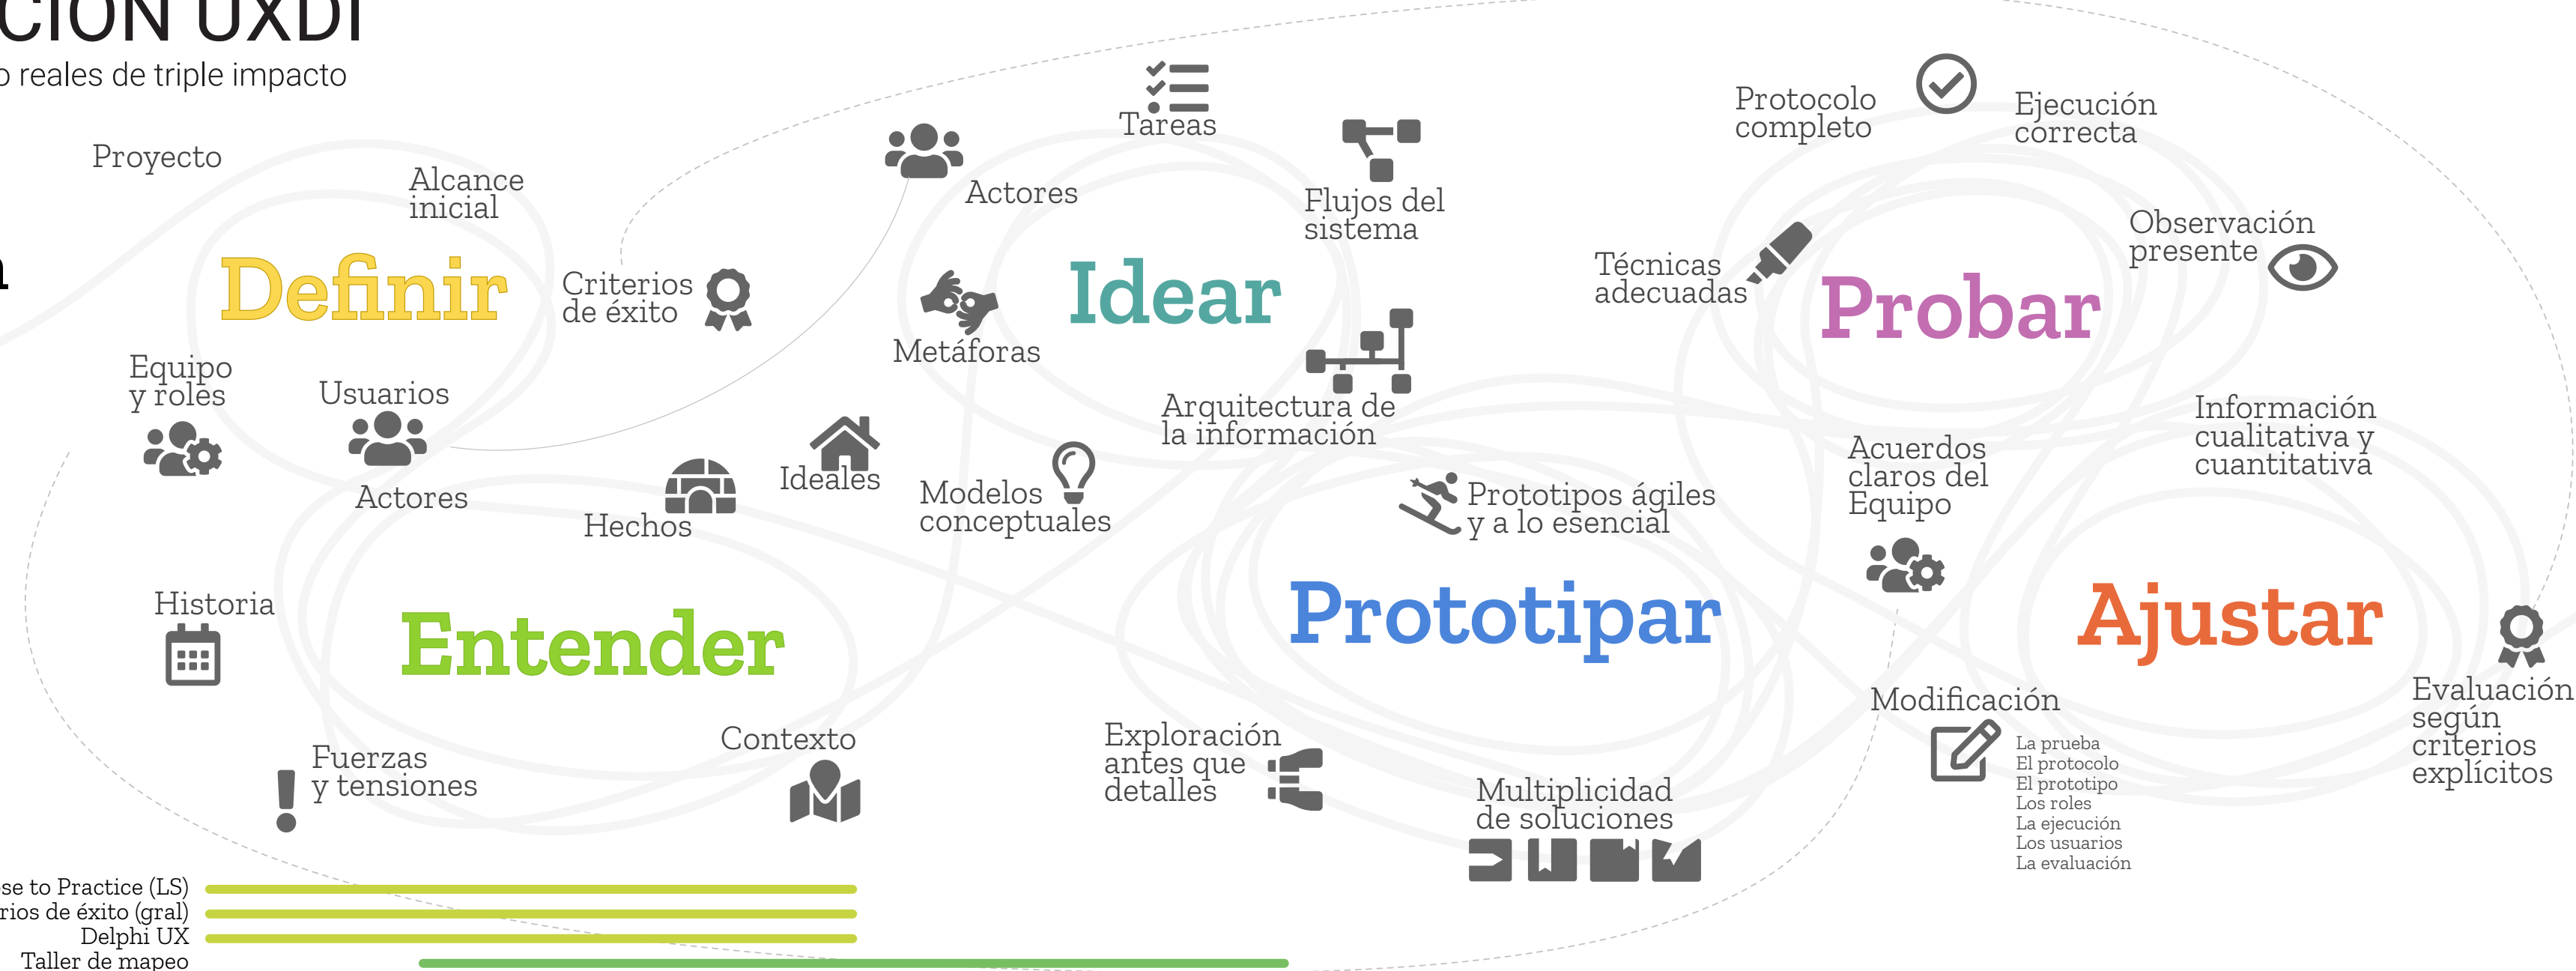 CIÓN UXDI
o reales de triple impacto
Proyecto
Alcance
inicial
Definir
Criterios
de éxito
Equipo
y roles
Usuarios
Actores
Historia
Entender
Hechos
Ideales
Fuerzas
y tensiones
Contexto
Tareas
Actores
Flujos del
sistema
Idear
Metáforas
Arquitectura de
la información
Modelos
conceptuales
Prototipos ágiles
y a lo esencial
Prototipar
Exploración
antes que
detalles
Multiplicidad
de soluciones
Protocolo
completo
Ejecución
correcta
Técnicas
adecuadas
Observación
presente
Probar
Información
cualitativa y
cuantitativa
Acuerdos
claros del
Equipo
Ajustar
Modificación
La prueba
El protocolo
El prototipo
Los roles
La ejecución
Los usuarios
La evaluación
Evaluación
según
criterios
explícitos
se to Practice (LS)
rios de éxito (gral)
Delphi UX
Taller de mapeo